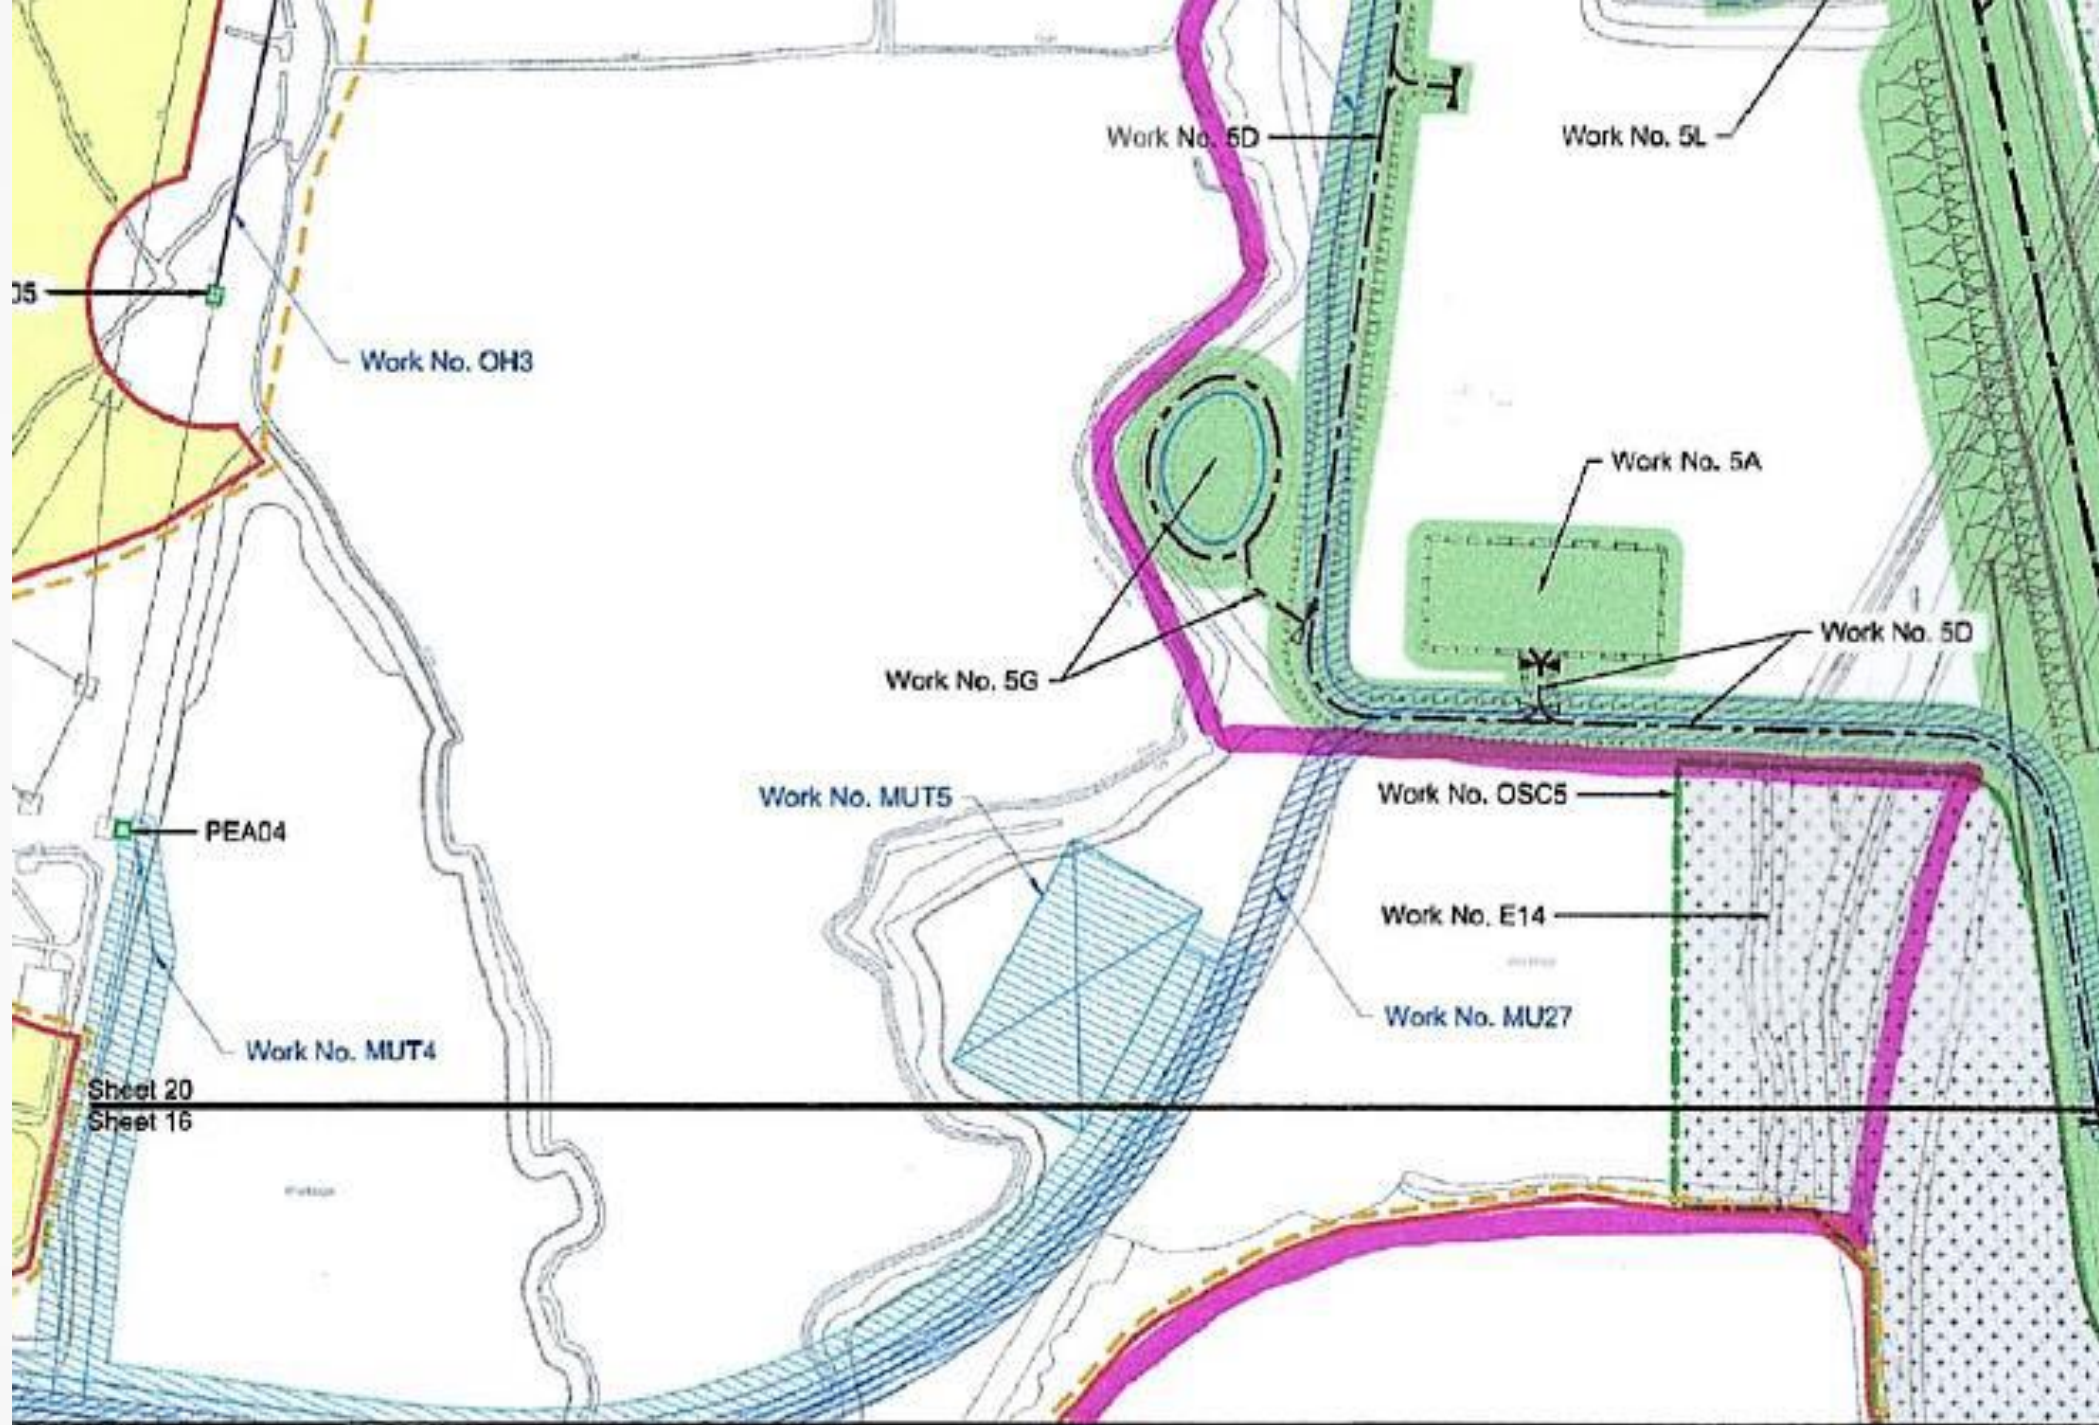 Work No. 5D
Work No. 5L
05
Work No. OH3
Work No. 5A
Work No. 5D
Work No. 5G
Work No. MUT5
Work No. OSC5
PEA04
Work No. E14
Work No. MU27
Work No. MUT4
Sheet 20
Sheet 16